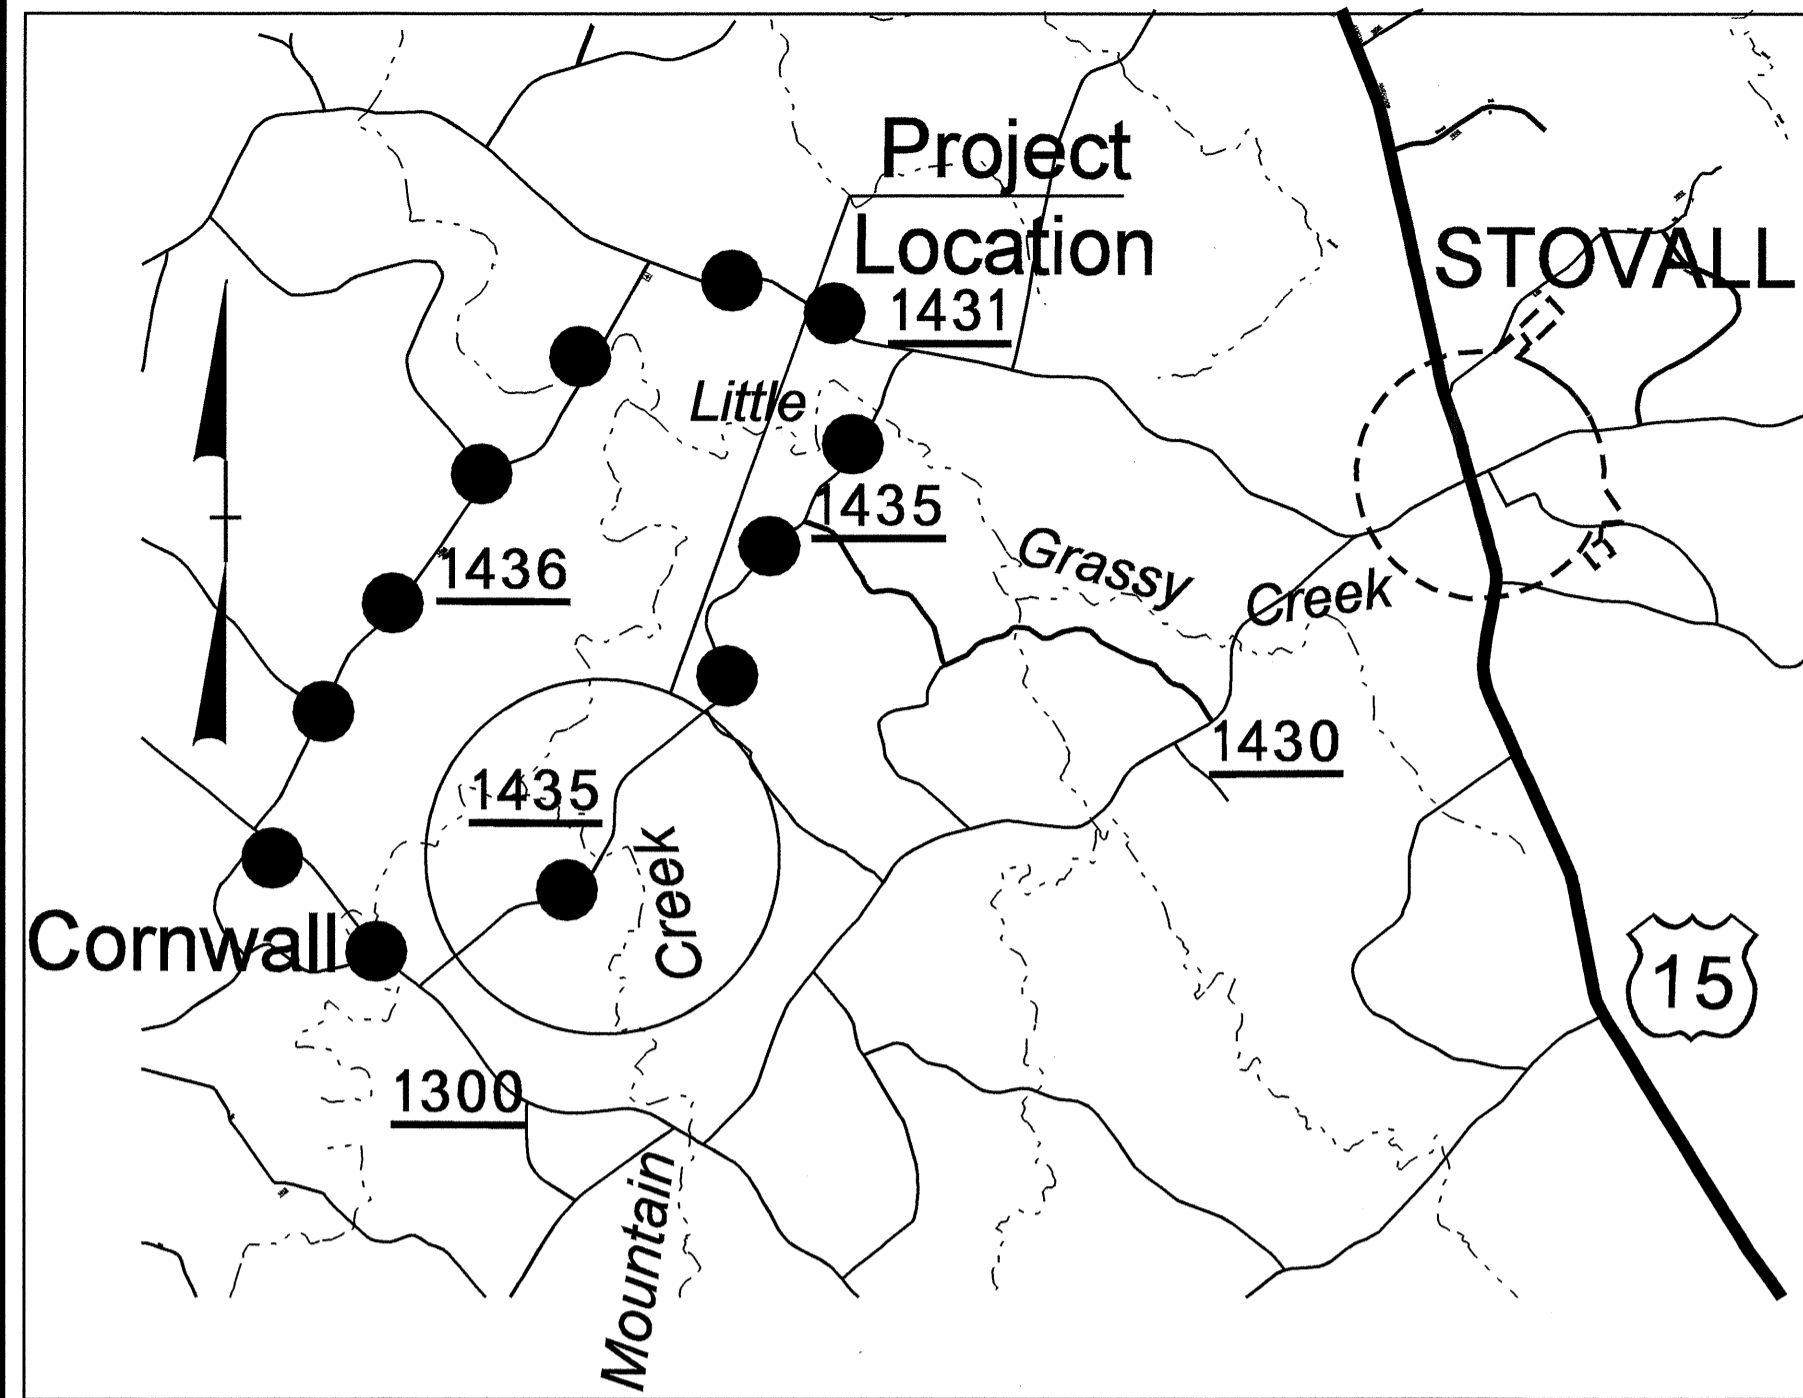 Project
Location
STOVALL
1431
Little
1435
1436
Grassy
Creek
1430
1435
Creek
Cornwall
15
1300
Mountain